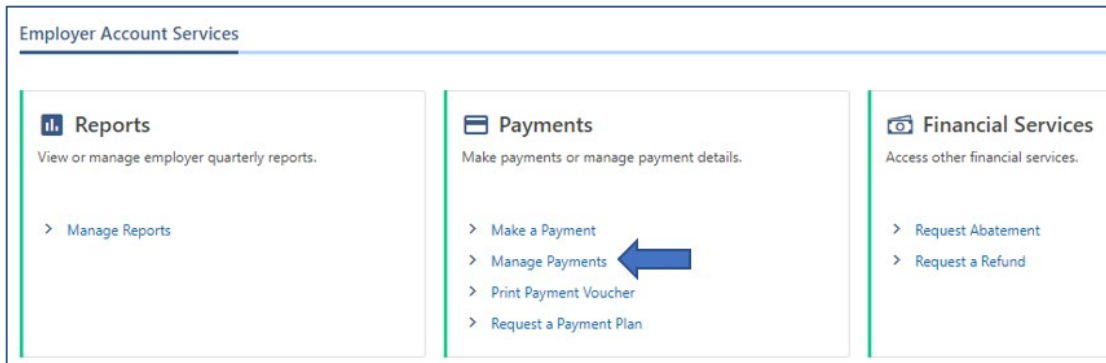 Employer Account Services
Reports
View or manage employer quarterly reports.
Manage Reports
Payments
Make payments or manage payment details.
Make a Payment
Manage Payments
Print Payment Voucher
Request a Payment Plan
Financial Services
Access other financial services.
Request Abatement
Request a Refund